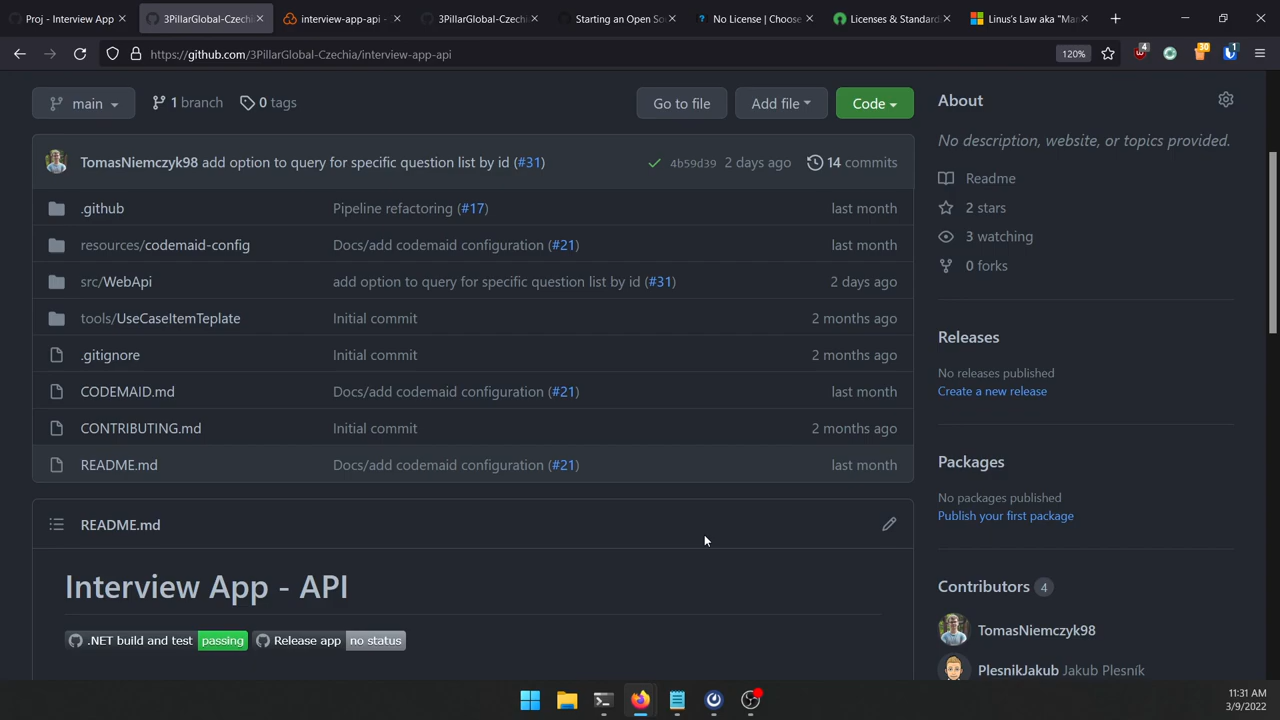 Proj - Interview App
3PillarGlobal-Czechi
interview-app-api -
3PillarGlobal-Czechi
Starting an Open So
No License | Choose
Licenses & Standard
Linus's Law aka "Ma
https://github.com/3PillarGlobal-Czechia/interview-app-api
120%
4
30
1
main
1 branch
0 tags
Go to file
Add file
Code
TomasNiemczyk98 add option to query for specific question list by id (#31)
4b59d39 2 days ago
14 commits
.github
Pipeline refactoring (#17)
last month
resources/codemaid-config
Docs/add codemaid configuration (#21)
last month
src/WebApi
add option to query for specific question list by id (#31)
2 days ago
tools/UseCaseItemTeplate
Initial commit
2 months ago
.gitignore
Initial commit
2 months ago
CODEMAID.md
Docs/add codemaid configuration (#21)
last month
CONTRIBUTING.md
Initial commit
2 months ago
README.md
Docs/add codemaid configuration (#21)
last month
README.md
Interview App - API
.NET build and test passing
Release app no status
About
No description, website, or topics provided.
Readme
2 stars
3 watching
0 forks
Releases
No releases published
Create a new release
Packages
No packages published
Publish your first package
Contributors 4
TomasNiemczyk98
PlesnikJakub Jakub Plesník
11:31 AM
3/9/2022